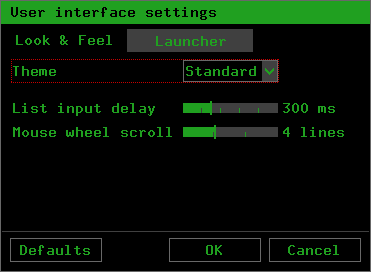 User interface settings
Look & Feel Launcher
Theme Standard
List input delay 300 ms
Mouse wheel scroll 4 lines
Defaults OK Cancel